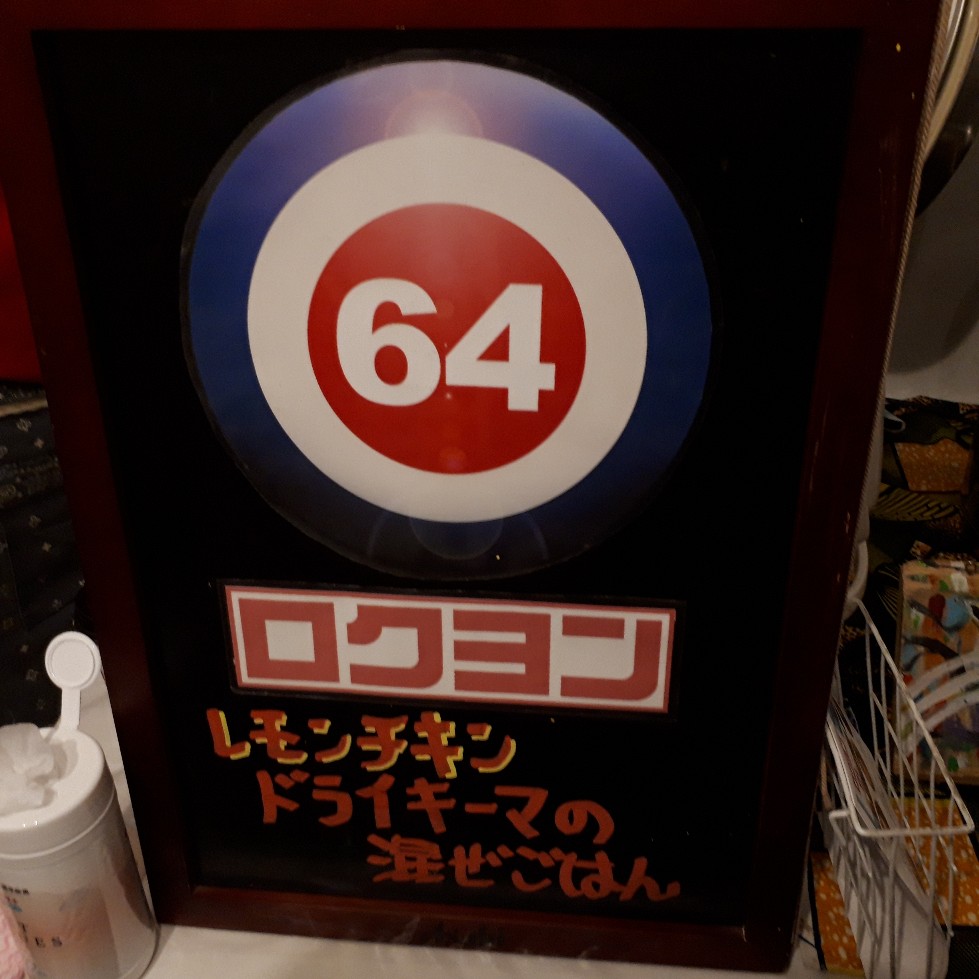 64
ロクヨン
レモンチキン
ドライキーマの
混ぜごはん